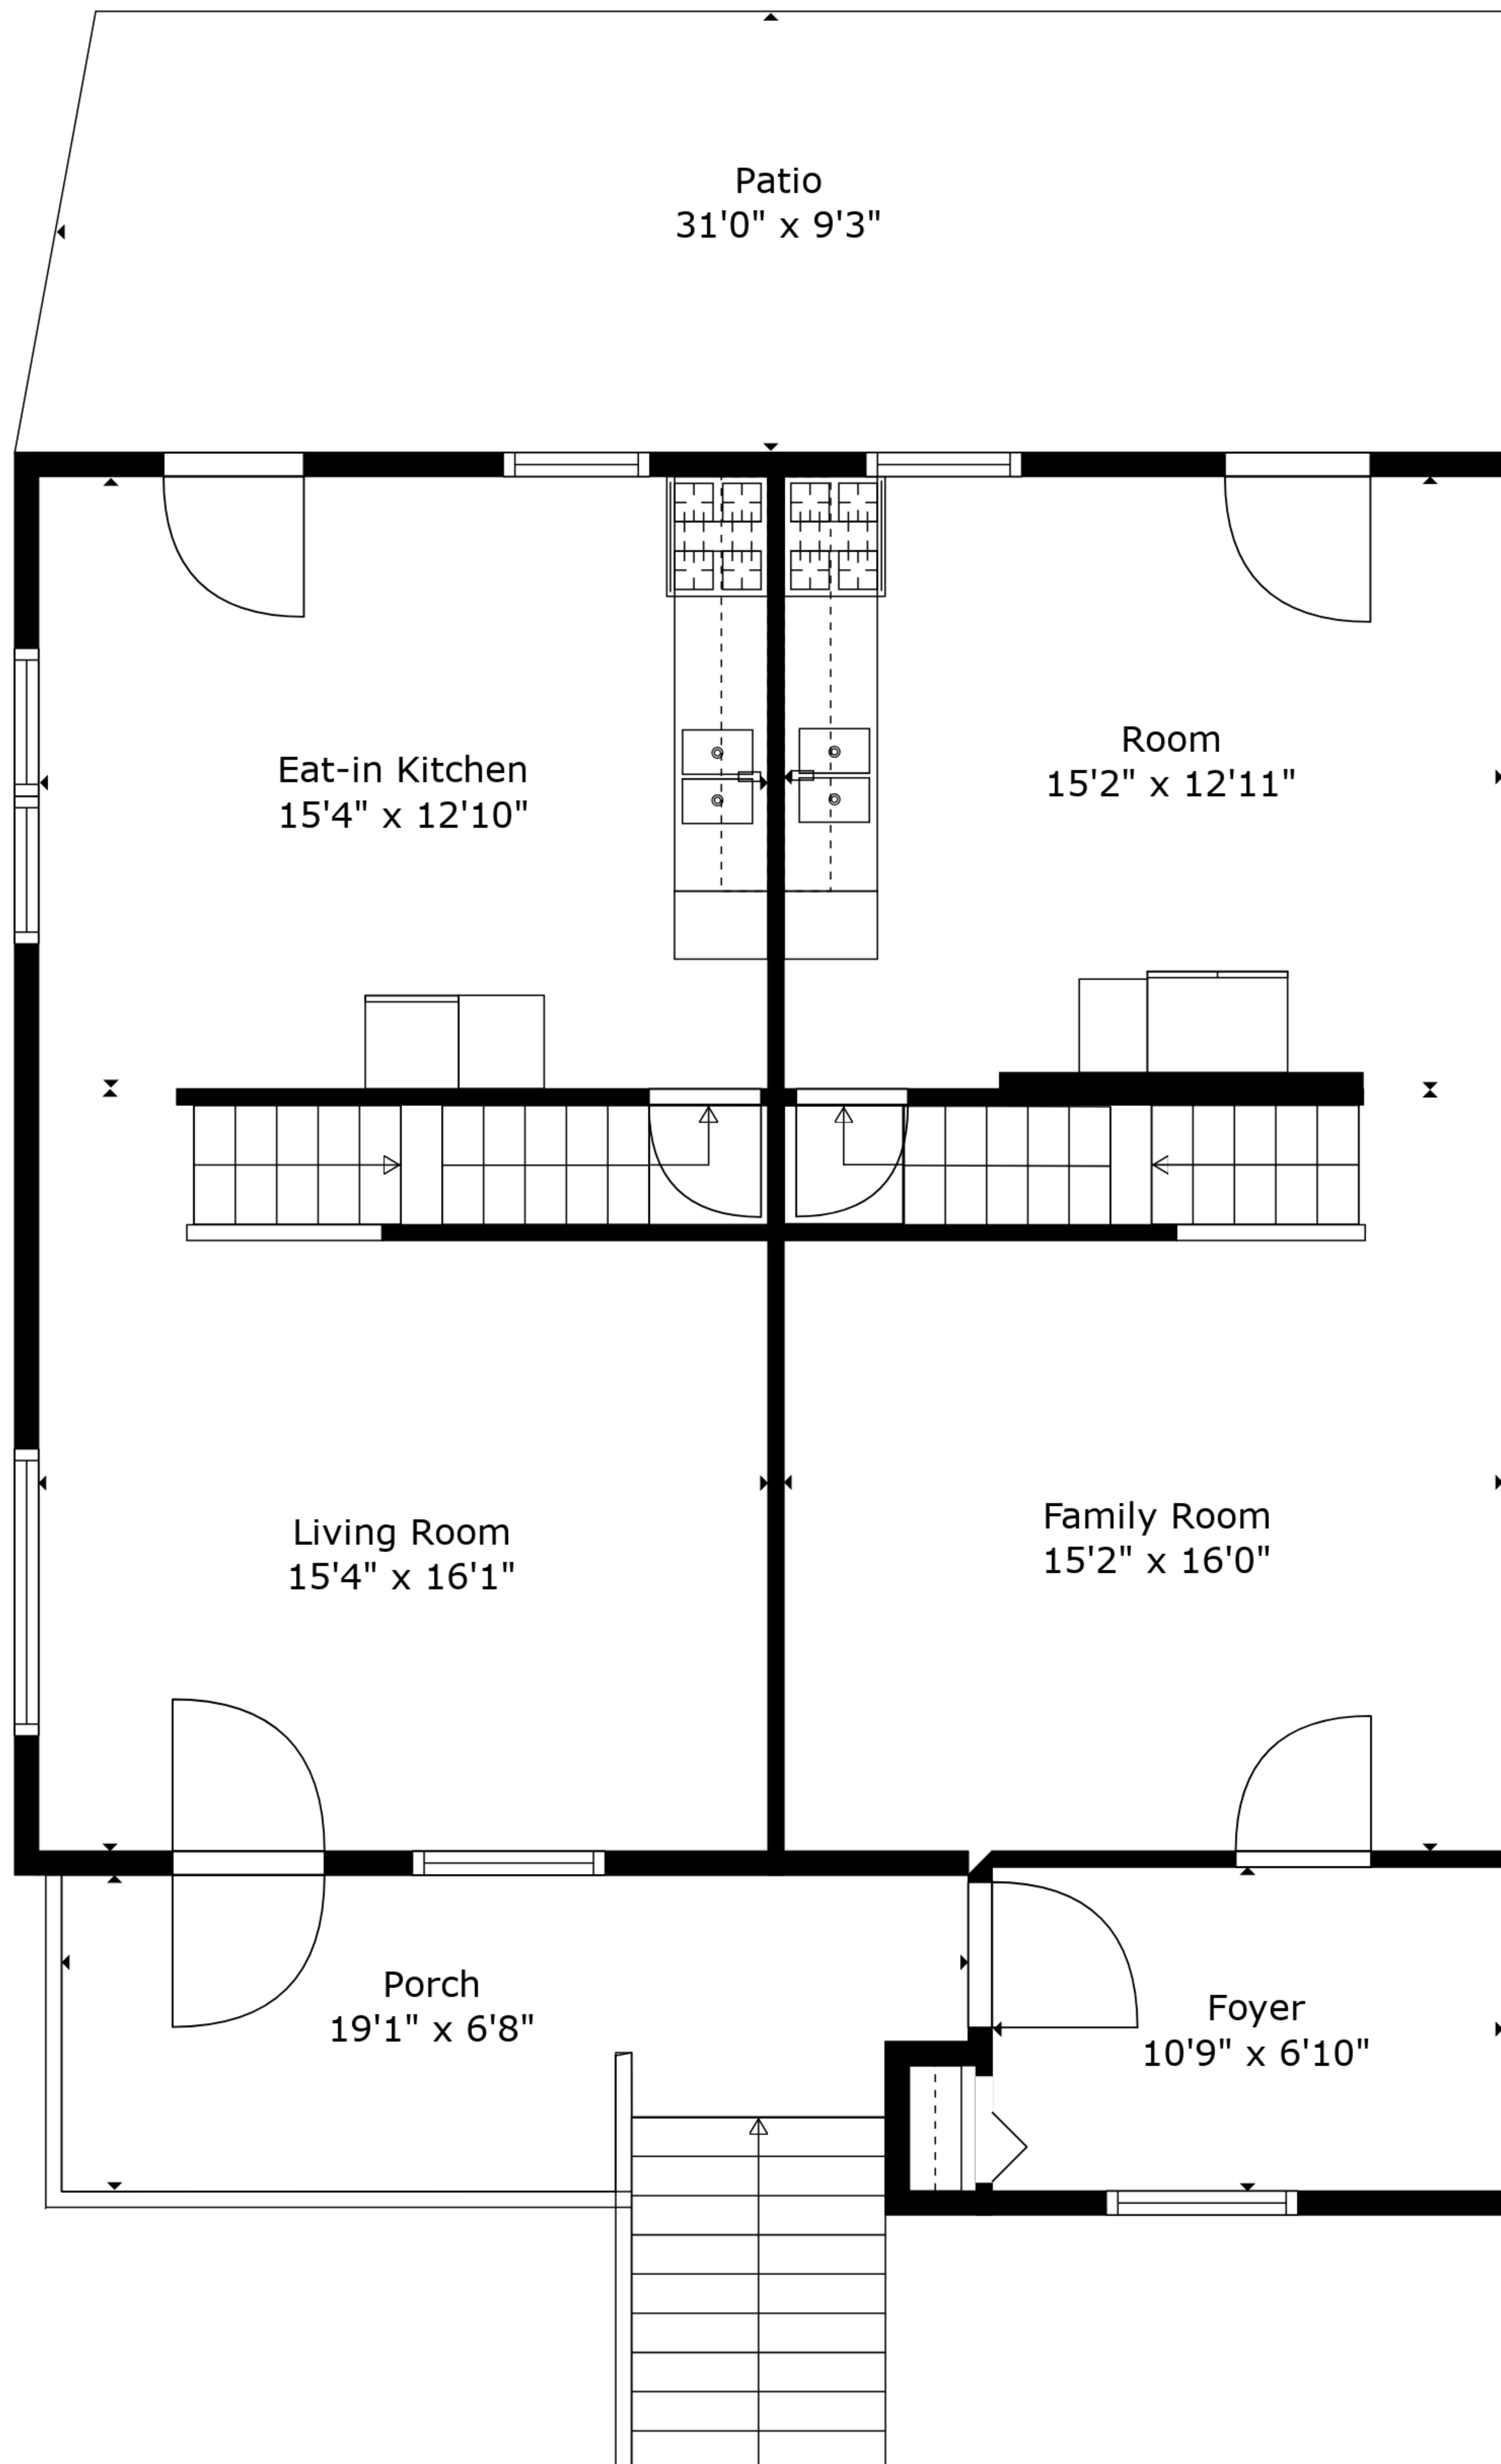 Patio
31'0" x 9'3"
Eat-in Kitchen
15'4" x 12'10"
Room
15'2" x 12'11"
Living Room
15'4" x 16'1"
Family Room
15'2" x 16'0"
Porch
19'1" x 6'8"
Foyer
10'9" x 6'10"